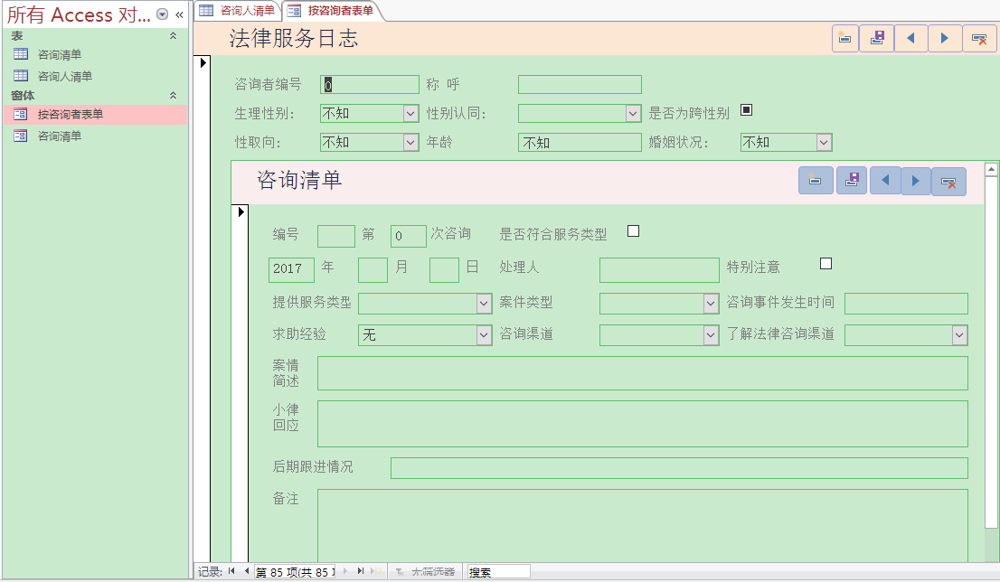 所有 Access 对... «
咨询人清单 按咨询者表单
表
咨询清单
咨询人清单
窗体
按咨询者表单
咨询清单
法律服务日志
咨询者编号 0 称 呼
生理性别: 不知 性别认同: 是否为跨性别
性取向: 不知 年龄 不知 婚姻状况: 不知
咨询清单
编号 第 0 次咨询 是否符合服务类型
2017 年 月 日 处理人 特别注意
提供服务类型 案件类型 咨询事件发生时间
求助经验 无 咨询渠道 了解法律咨询渠道
案情
简述
小律
回应
后期跟进情况
备注
记录: 第 85 项(共 85 项 无筛选器 搜索